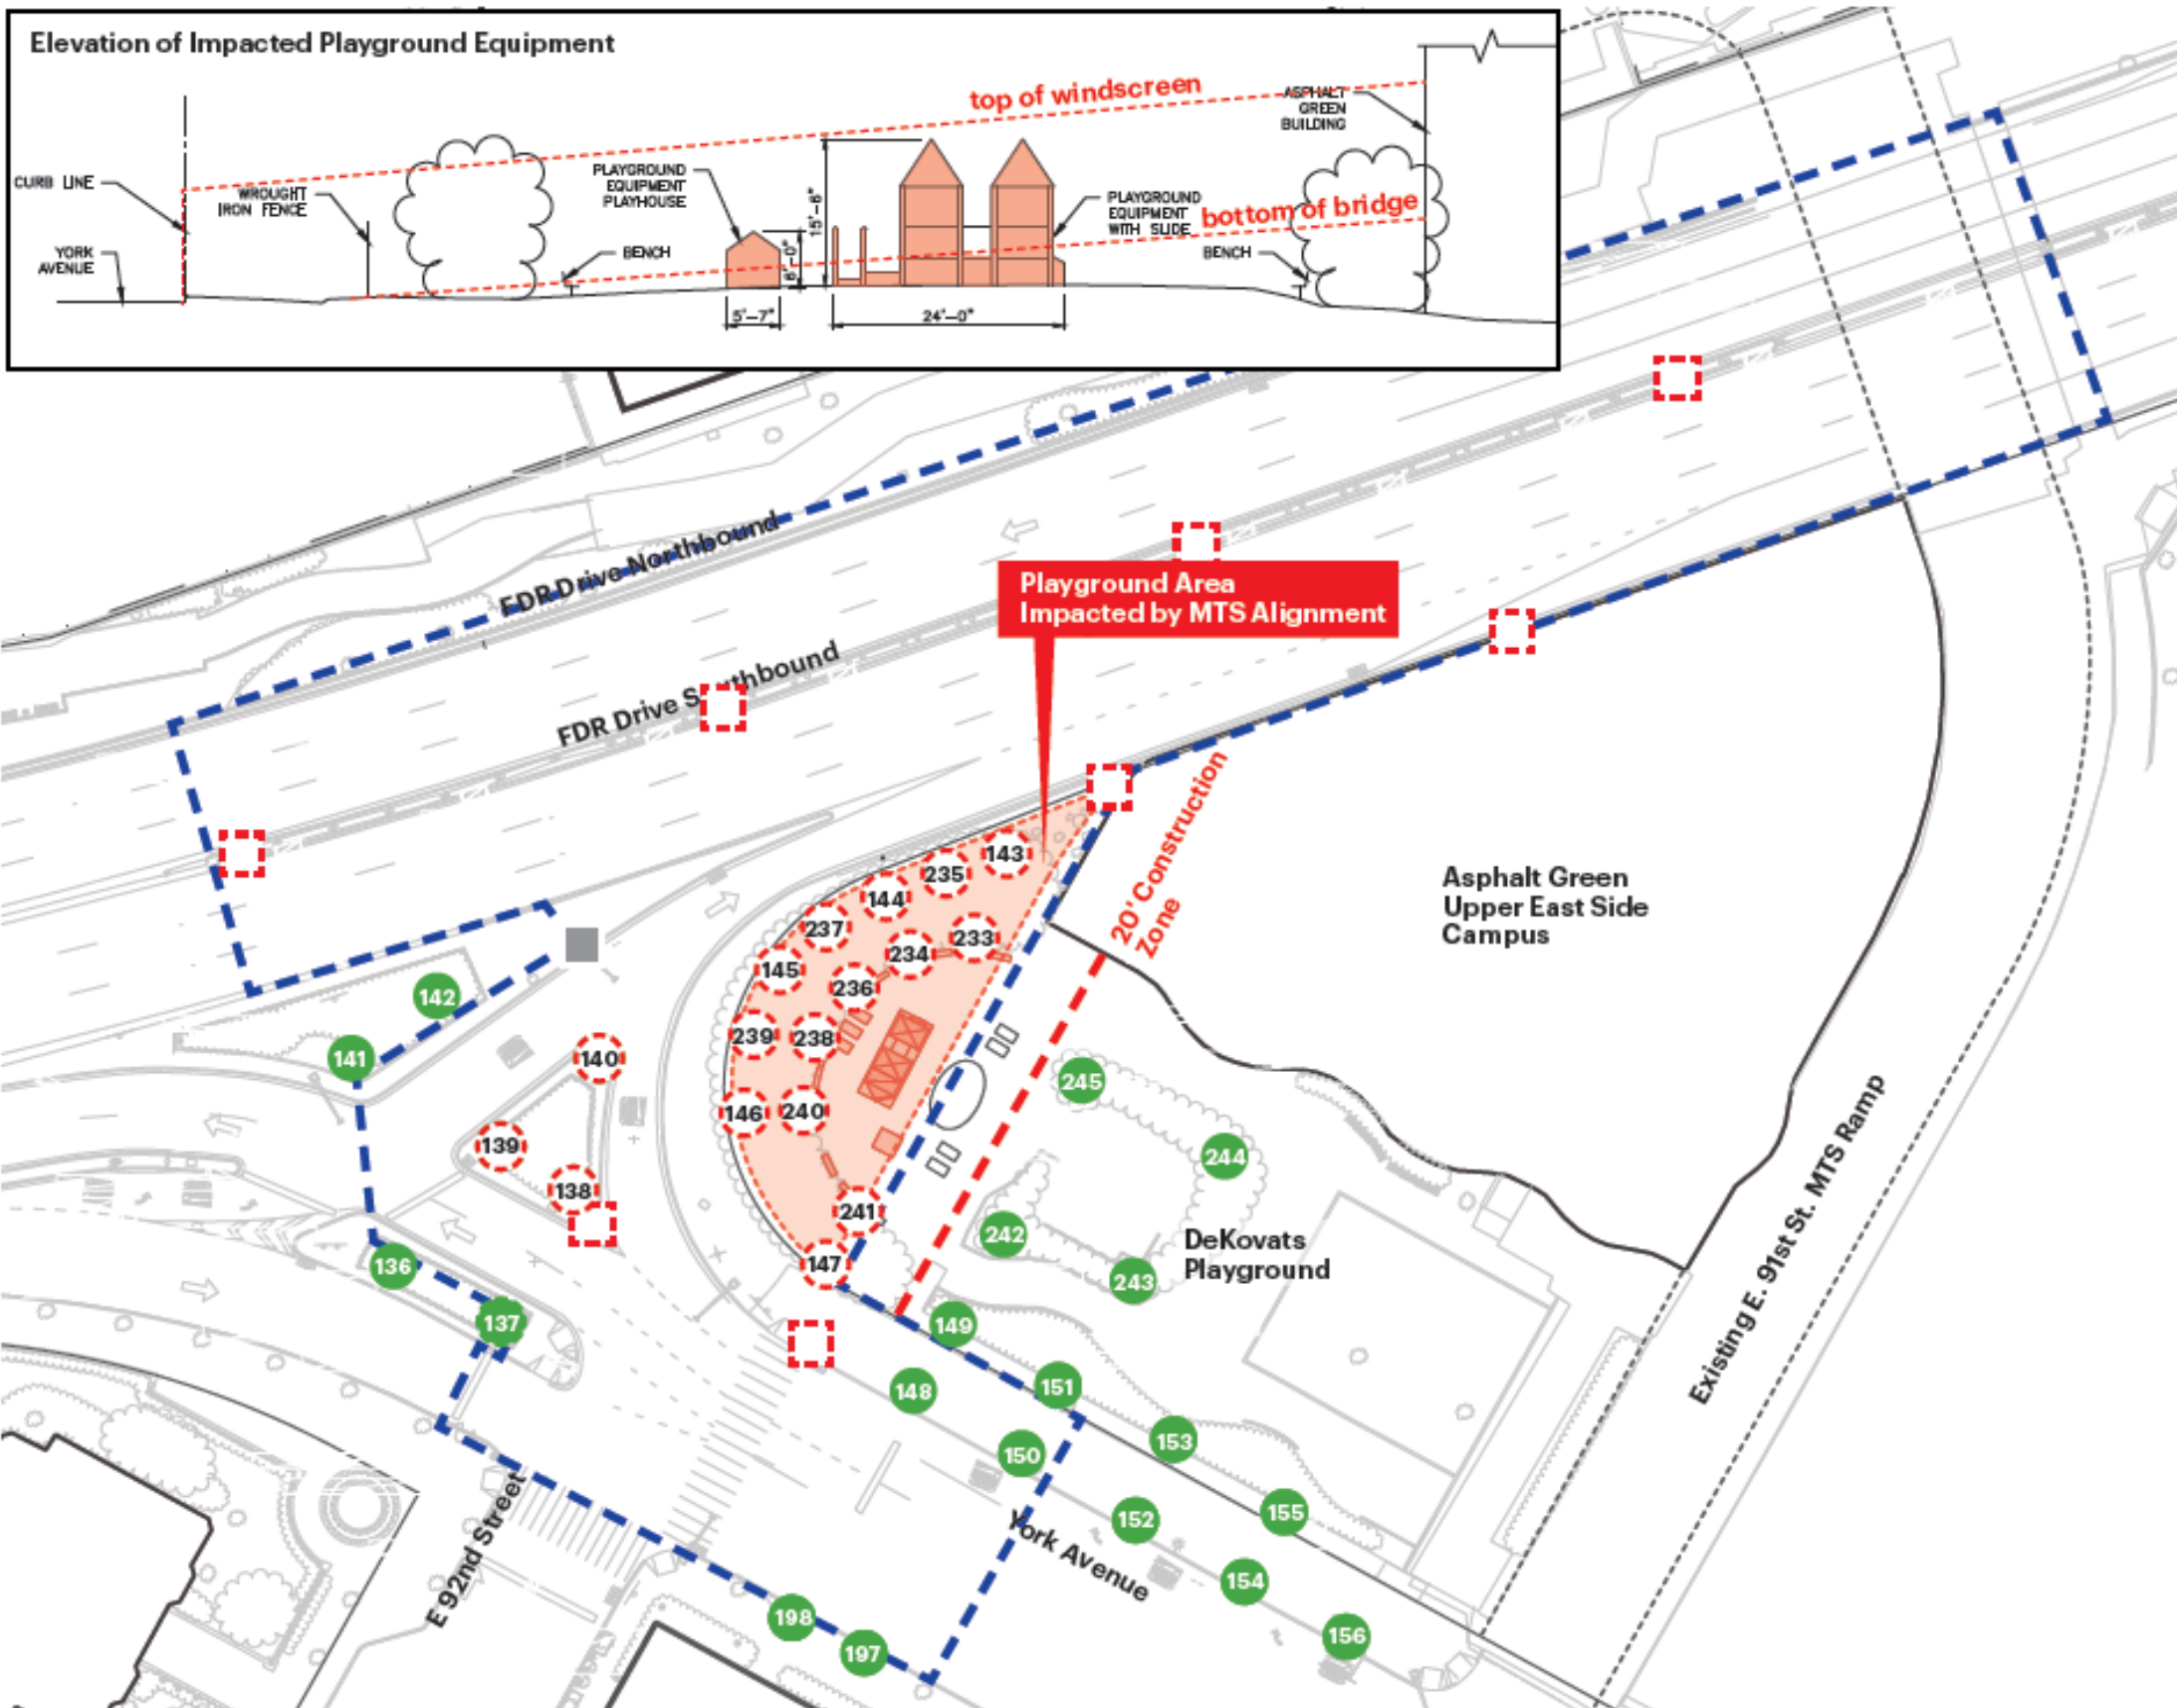 Elevation of Impacted Playground Equipment
top of windscreen
ASPHALT
GREEN
BUILDING
CURB LINE
WROUGHT
IRON FENCE
PLAYGROUND
EQUIPMENT
PLAYHOUSE
15'-6"
PLAYGROUND
EQUIPMENT
WITH SLIDE
bottom of bridge
YORK
AVENUE
BENCH
BENCH
5'-7"
24'-0"
FDR Drive Northbound
Playground Area
Impacted by MTS Alignment
FDR Drive Southbound
20' Construction
Zone
143
235
144
237
234
233
145
236
239
238
146
240
241
147
142
141
140
139
138
136
137
Asphalt Green
Upper East Side
Campus
245
244
242
243
DeKovats
Playground
Existing E. 91st St. MTS Ramp
149
148
151
150
153
152
155
154
156
York Avenue
E 92nd Street
198
197